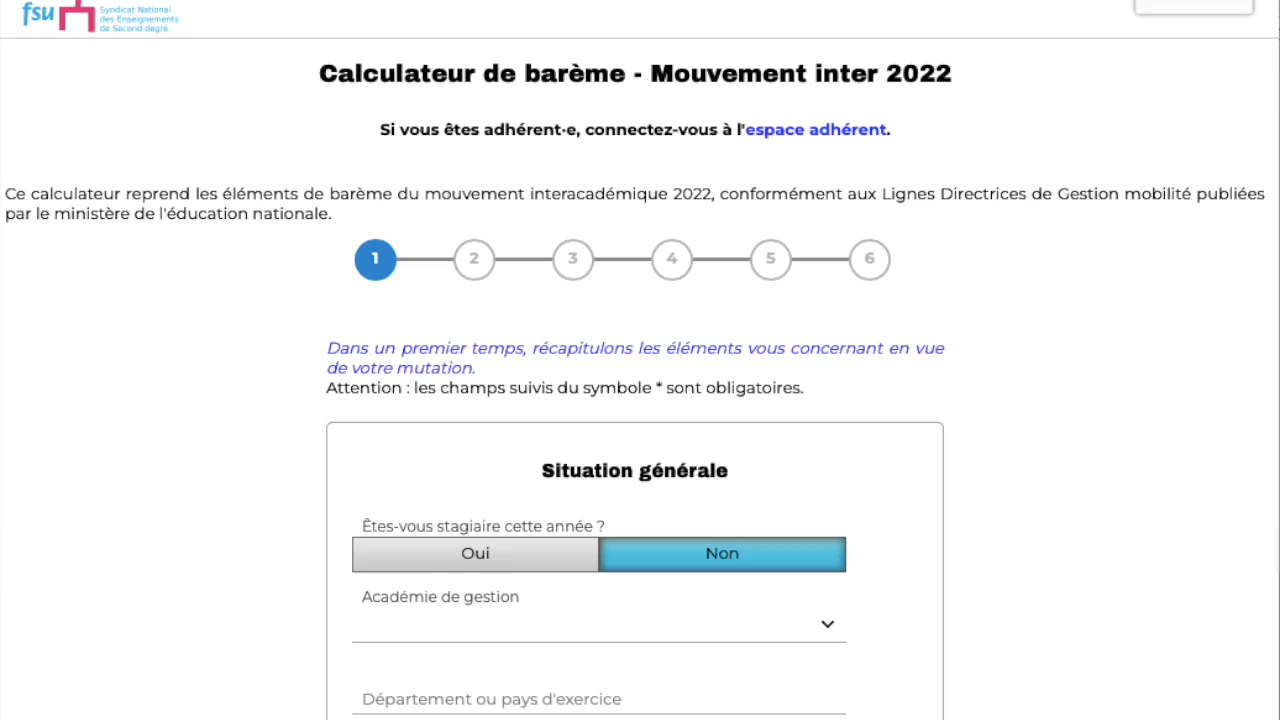 fsu
Syndicat National
des Enseignements
de Second degré
Calculateur de barème - Mouvement inter 2022
Si vous êtes adhérent·e, connectez-vous à l'espace adhérent.
Ce calculateur reprend les éléments de barème du mouvement interacadémique 2022, conformément aux Lignes Directrices de Gestion mobilité publiées
par le ministère de l'éducation nationale.
1 2 3 4 5 6
Dans un premier temps, récapitulons les éléments vous concernant en vue
de votre mutation.
Attention : les champs suivis du symbole * sont obligatoires.
Situation générale
Êtes-vous stagiaire cette année ?
Oui Non
Académie de gestion
Département ou pays d'exercice